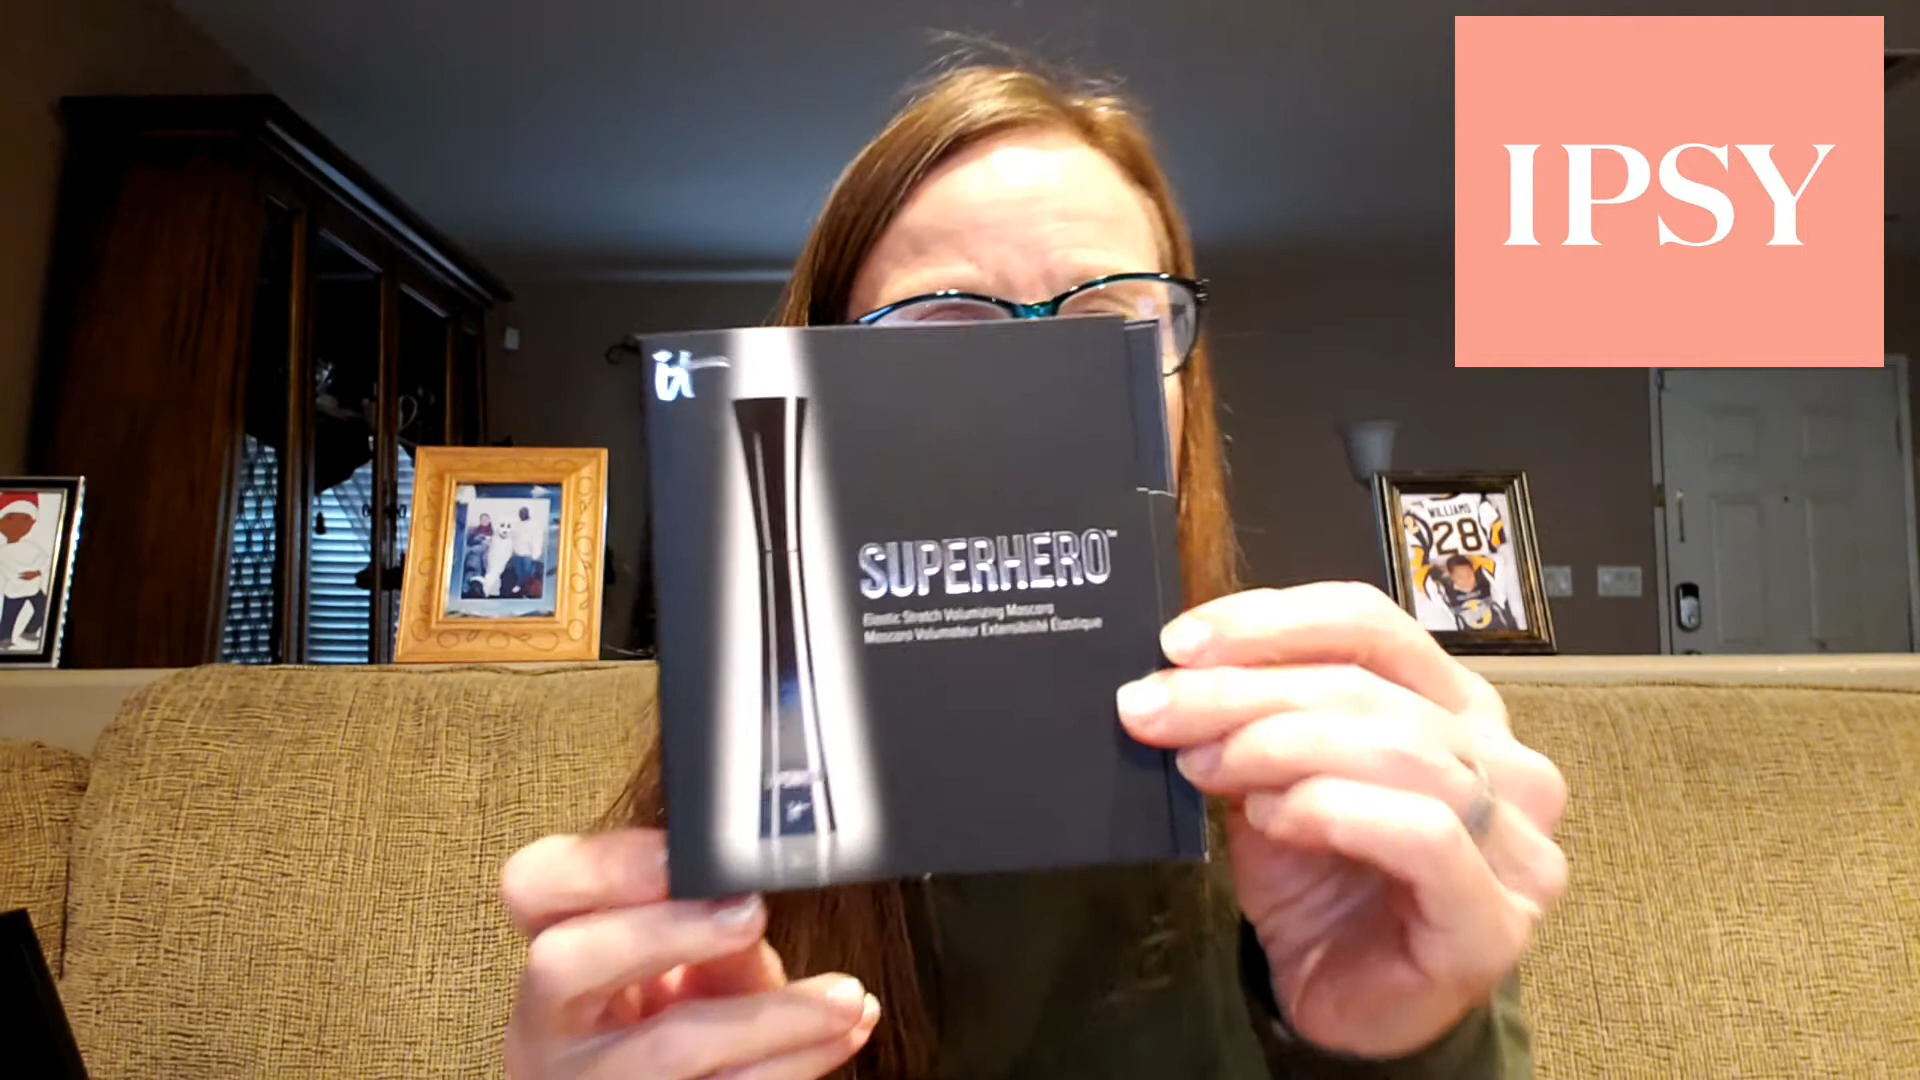 IPSY
it
SUPERHERO™
Elastic Stretch Volumizing Mascara
Mascara Volumateur Extensibilité Élastique
WILLIAMS
28